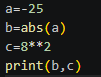 a=-25
b=abs(a)
c=8**2
print(b,c)